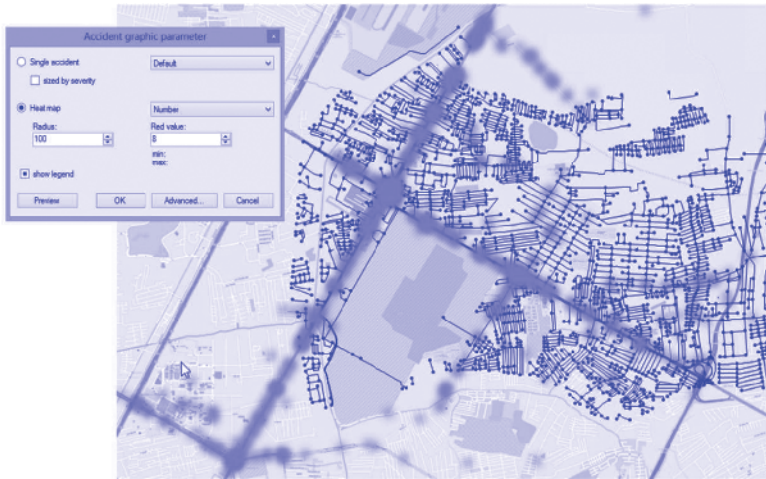 Accident graphic parameter
Single accident
Default
sized by severity
Heat map
Number
Radius:
Red value:
100
8
min:
max:
show legend
Preview
OK
Advanced...
Cancel